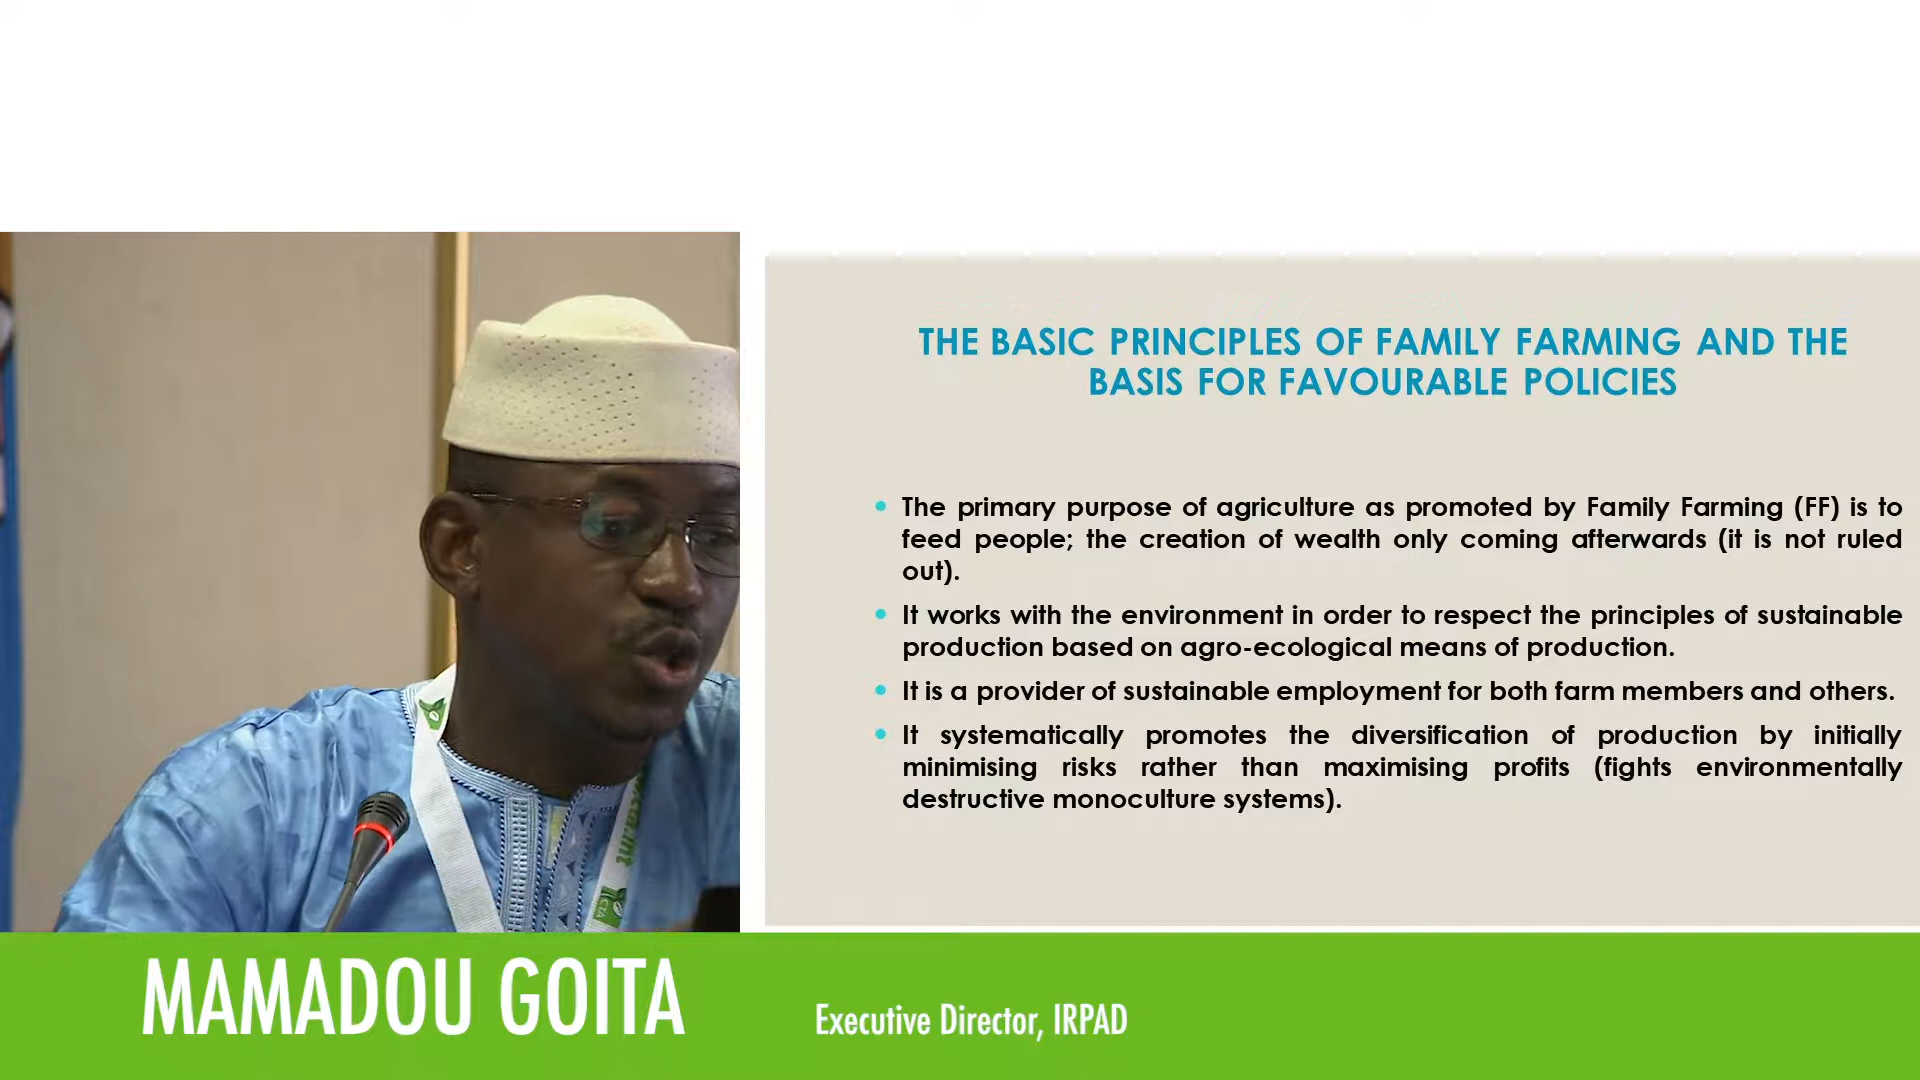 THE BASIC PRINCIPLES OF FAMILY FARMING AND THE
BASIS FOR FAVOURABLE POLICIES
• The primary purpose of agriculture as promoted by Family Farming (FF) is to
feed people; the creation of wealth only coming afterwards (it is not ruled
out).
• It works with the environment in order to respect the principles of sustainable
production based on agro-ecological means of production.
• It is a provider of sustainable employment for both farm members and others.
• It systematically promotes the diversification of production by initially
minimising risks rather than maximising profits (fights environmentally
destructive monoculture systems).
CTA
MAMADOU GOITA
Executive Director, IRPAD